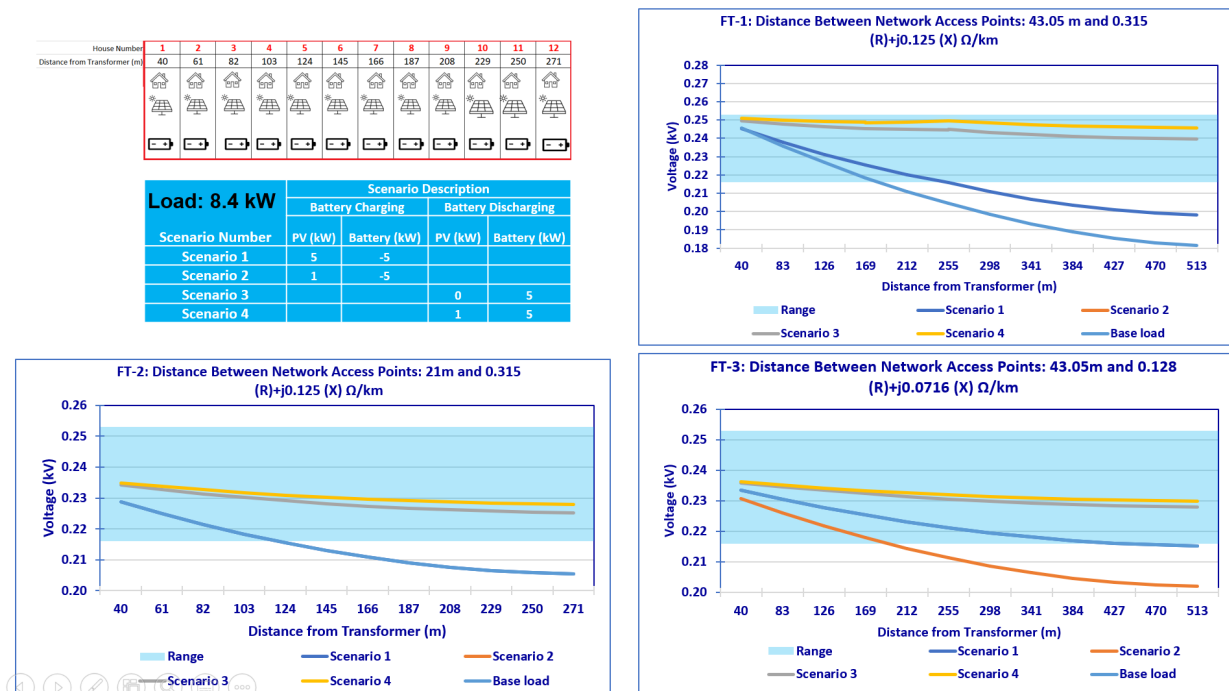 House Number 1 2 3 4 5 6 7 8 9 10 11 12
Distance from Transformer (m) 40 61 82 103 124 145 166 187 208 229 250 271
Load: 8.4 kW
Scenario Description
Battery Charging Battery Discharging
Scenario Number PV (kW) Battery (kW) PV (kW) Battery (kW)
Scenario 1 5 -5
Scenario 2 1 -5
Scenario 3 0 5
Scenario 4 1 5
FT-1: Distance Between Network Access Points: 43.05 m and 0.315
(R)+j0.125 (X) Ω/km
Voltage (kV)
0.28
0.27
0.26
0.25
0.24
0.23
0.22
0.21
0.20
0.19
0.18
40 83 126 169 212 255 298 341 384 427 470 513
Distance from Transformer (m)
Range Scenario 1 Scenario 2
Scenario 3 Scenario 4 Base load
FT-2: Distance Between Network Access Points: 21m and 0.315
(R)+j0.125 (X) Ω/km
Voltage (kV)
0.26
0.25
0.24
0.23
0.22
0.21
0.20
40 61 82 103 124 145 166 187 208 229 250 271
Distance from Transformer (m)
Range Scenario 1 Scenario 2
Scenario 3 Scenario 4 Base load
FT-3: Distance Between Network Access Points: 43.05m and 0.128
(R)+j0.0716 (X) Ω/km
Voltage (kV)
0.26
0.25
0.24
0.23
0.22
0.21
0.20
40 83 126 169 212 255 298 341 384 427 470 513
Distance from Transformer (m)
Range Scenario 1 Scenario 2
Scenario 3 Scenario 4 Base load